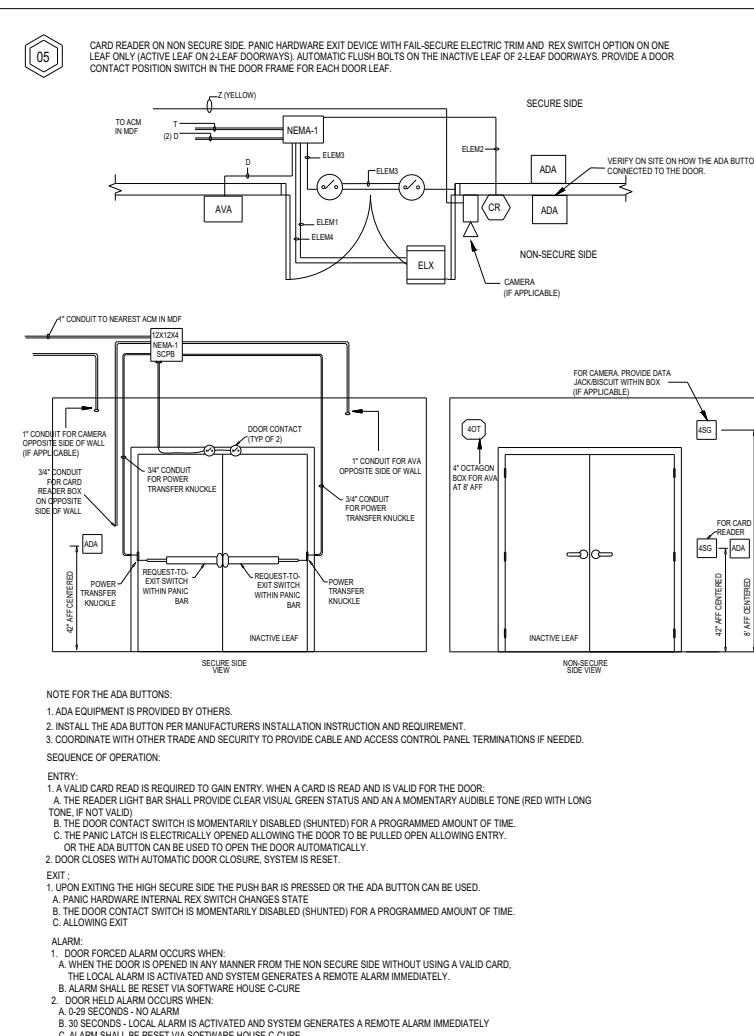 05
CARD READER ON NON SECURE SIDE. PANIC HARDWARE EXIT DEVICE WITH FAIL-SECURE ELECTRIC TRIM AND REX SWITCH OPTION ON ONE
LEAF ONLY (ACTIVE LEAF ON 2-LEAF DOORWAYS). AUTOMATIC FLUSH BOLTS ON THE INACTIVE LEAF OF 2-LEAF DOORWAYS. PROVIDE A DOOR
CONTACT POSITION SWITCH IN THE DOOR FRAME FOR EACH DOOR LEAF.
Z (YELLOW)
SECURE SIDE
TO ACM
IN MDF
T
(2) D
NEMA-1
ELEM3
ELEM2
D
ELEM3
ADA
VERIFY ON SITE ON HOW THE ADA BUTTO
CONNECTED TO THE DOOR.
AVA
CR
ADA
ELEM1
ELEM4
ELX
NON-SECURE SIDE
CAMERA
(IF APPLICABLE)
1" CONDUIT TO NEAREST ACM IN MDF
12X12X4
NEMA-1
SCPB
1" CONDUIT FOR CAMERA
OPPOSITE SIDE OF WALL
(IF APPLICABLE)
3/4" CONDUIT
FOR CARD
READER BOX
ON OPPOSITE
SIDE OF WALL
3/4" CONDUIT
FOR POWER
TRANSFER KNUCKLE
DOOR CONTACT
(TYP OF 2)
1" CONDUIT FOR AVA
OPPOSITE SIDE OF WALL
3/4" CONDUIT
FOR POWER
TRANSFER KNUCKLE
ADA
42" AFF CENTERED
POWER
TRANSFER
KNUCKLE
REQUEST-TO-
EXIT SWITCH
WITHIN PANIC
BAR
REQUEST-TO-
EXIT SWITCH
WITHIN PANIC
BAR
POWER
TRANSFER
KNUCKLE
INACTIVE LEAF
SECURE SIDE
VIEW
FOR CAMERA. PROVIDE DATA
JACK/BISCUIT WITHIN BOX
(IF APPLICABLE)
4OT
4SG
4" OCTAGON
BOX FOR AVA
AT 8' AFF
FOR CARD
READER
4SG
ADA
42" AFF CENTERED
8' AFF CENTERED
INACTIVE LEAF
NON-SECURE
SIDE VIEW
NOTE FOR THE ADA BUTTONS:
1. ADA EQUIPMENT IS PROVIDED BY OTHERS.
2. INSTALL THE ADA BUTTON PER MANUFACTURERS INSTALLATION INSTRUCTION AND REQUIREMENT.
3. COORDINATE WITH OTHER TRADE AND SECURITY TO PROVIDE CABLE AND ACCESS CONTROL PANEL TERMINATIONS IF NEEDED.
SEQUENCE OF OPERATION:
ENTRY:
1. A VALID CARD READ IS REQUIRED TO GAIN ENTRY. WHEN A CARD IS READ AND IS VALID FOR THE DOOR:
A. THE READER LIGHT BAR SHALL PROVIDE CLEAR VISUAL GREEN STATUS AND AN A MOMENTARY AUDIBLE TONE (RED WITH LONG
TONE, IF NOT VALID)
B. THE DOOR CONTACT SWITCH IS MOMENTARILY DISABLED (SHUNTED) FOR A PROGRAMMED AMOUNT OF TIME.
C. THE PANIC LATCH IS ELECTRICALLY OPENED ALLOWING THE DOOR TO BE PULLED OPEN ALLOWING ENTRY.
OR THE ADA BUTTON CAN BE USED TO OPEN THE DOOR AUTOMATICALLY.
2. DOOR CLOSES WITH AUTOMATIC DOOR CLOSURE, SYSTEM IS RESET.
EXIT ;
1. UPON EXITING THE HIGH SECURE SIDE THE PUSH BAR IS PRESSED OR THE ADA BUTTON CAN BE USED.
A. PANIC HARDWARE INTERNAL REX SWITCH CHANGES STATE
B. THE DOOR CONTACT SWITCH IS MOMENTARILY DISABLED (SHUNTED) FOR A PROGRAMMED AMOUNT OF TIME.
C. ALLOWING EXIT
ALARM:
1. DOOR FORCED ALARM OCCURS WHEN:
A. WHEN THE DOOR IS OPENED IN ANY MANNER FROM THE NON SECURE SIDE WITHOUT USING A VALID CARD,
THE LOCAL ALARM IS ACTIVATED AND SYSTEM GENERATES A REMOTE ALARM IMMEDIATELY.
B. ALARM SHALL BE RESET VIA SOFTWARE HOUSE C-CURE
2. DOOR HELD ALARM OCCURS WHEN:
A. 0-29 SECONDS - NO ALARM
B. 30 SECONDS - LOCAL ALARM IS ACTIVATED AND SYSTEM GENERATES A REMOTE ALARM IMMEDIATELY
C. ALARM SHALL BE RESET VIA SOFTWARE HOUSE C-CURE